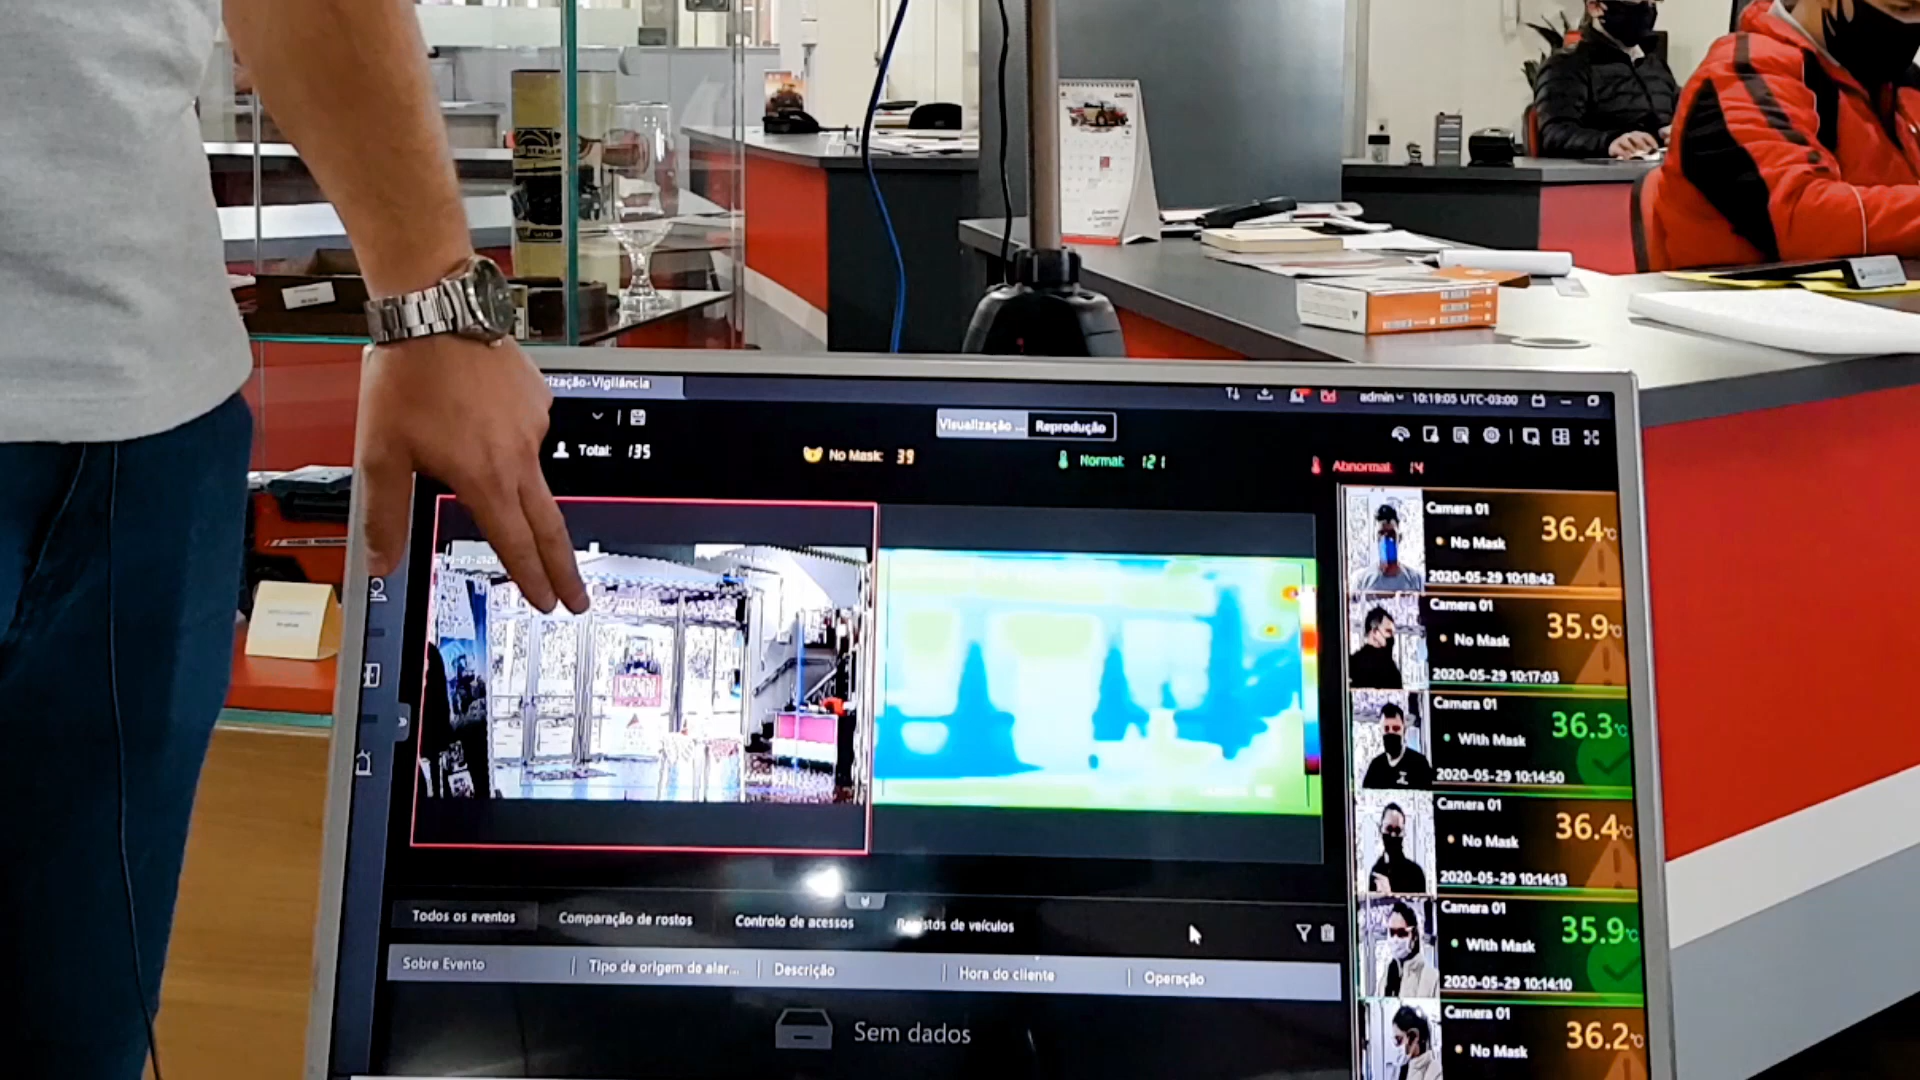 rização-Vigilância
admin 10:19:05 UTC-03:00
Visualização ... Reprodução
Total: 135
No Mask: 39
Normal: 121
Abnormal: 14
Camera 01
36.4°C
No Mask
2020-05-29 10:18:42
Camera 01
35.9°C
No Mask
2020-05-29 10:17:03
Camera 01
36.3°C
With Mask
2020-05-29 10:14:50
Camera 01
36.4°C
No Mask
2020-05-29 10:14:13
Camera 01
35.9°C
With Mask
2020-05-29 10:14:10
Camera 01
36.2°C
No Mask
Todos os eventos Comparação de rostos Controlo de acessos Registos de veículos
Sobre Evento Tipo de origem de alar... Descrição Hora do cliente Operação
Sem dados